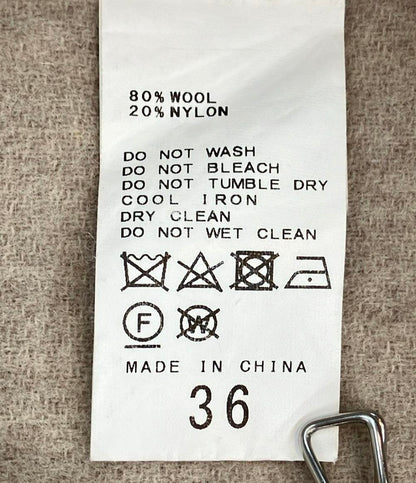 80% WOOL
20% NYLON
DO NOT WASH
DO NOT BLEACH
DO NOT TUMBLE DRY
COOL IRON
DRY CLEAN
DO NOT WET CLEAN
F W
MADE IN CHINA
36